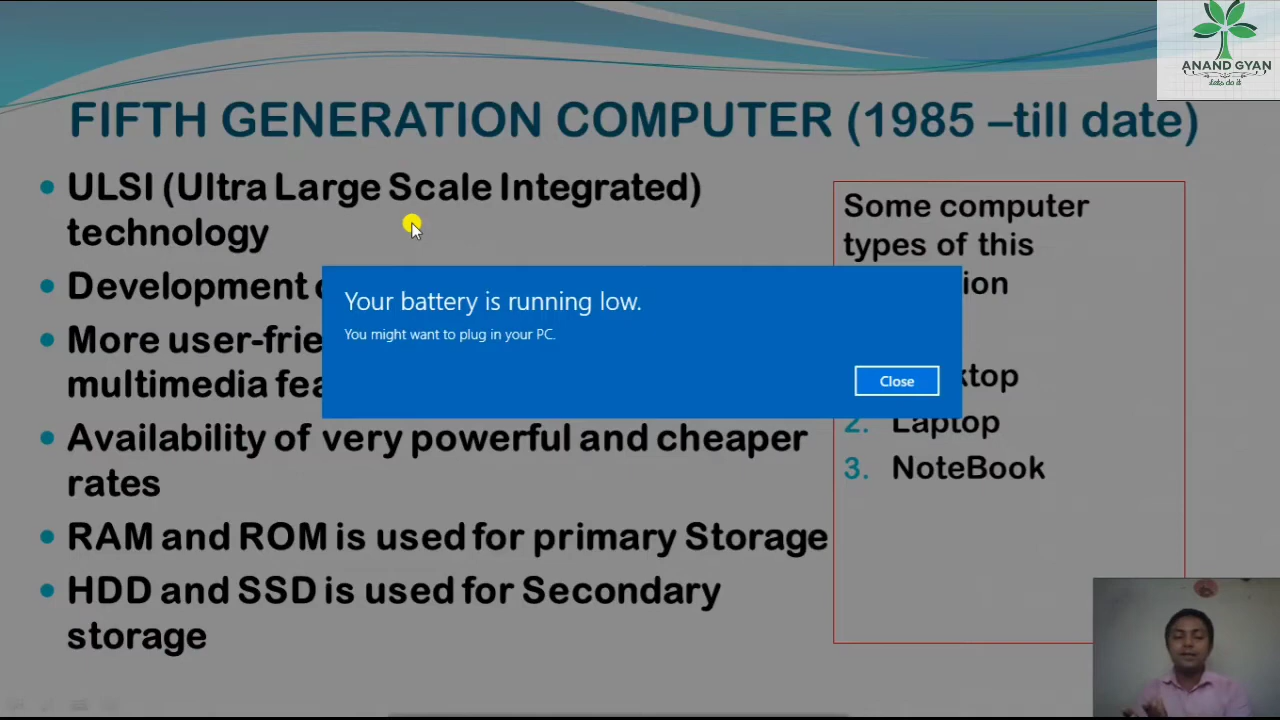 ANAND GYAN
Lets do it
FIFTH GENERATION COMPUTER (1985 –till date)
ULSI (Ultra Large Scale Integrated)
technology
Development
More user-frie
multimedia fea
Availability of very powerful and cheaper
rates
RAM and ROM is used for primary Storage
HDD and SSD is used for Secondary
storage
Some computer
types of this
ion
ktop
2. Laptop
3. NoteBook
Your battery is running low.
You might want to plug in your PC.
Close